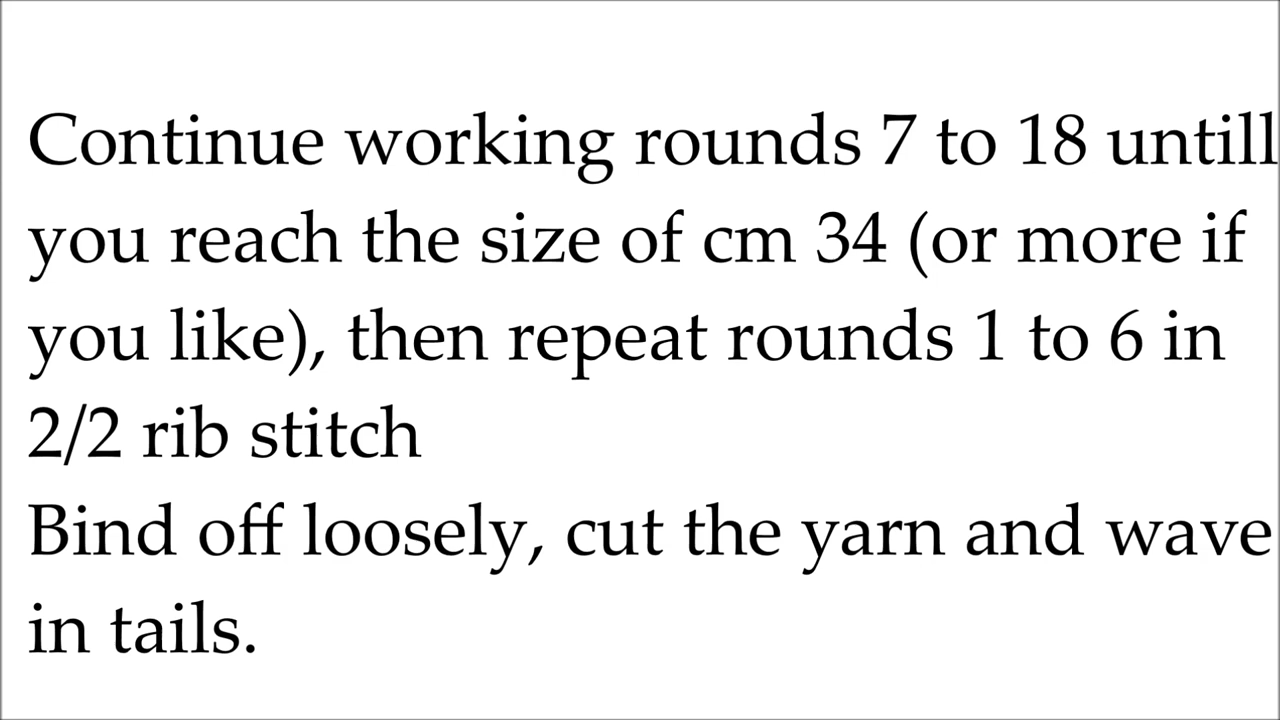 Continue working rounds 7 to 18 untill
you reach the size of cm 34 (or more if
you like), then repeat rounds 1 to 6 in
2/2 rib stitch
Bind off loosely, cut the yarn and wave
in tails.